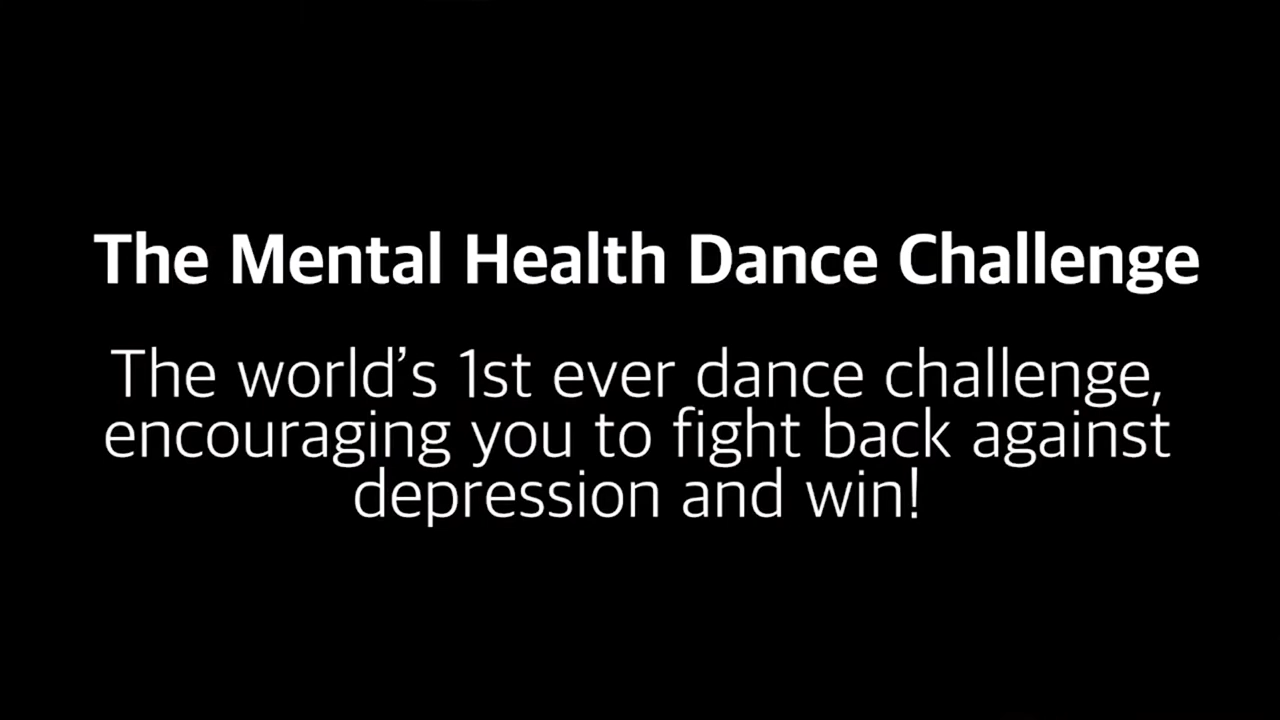 The Mental Health Dance Challenge
The world’s 1st ever dance challenge,
encouraging you to fight back against
depression and win!